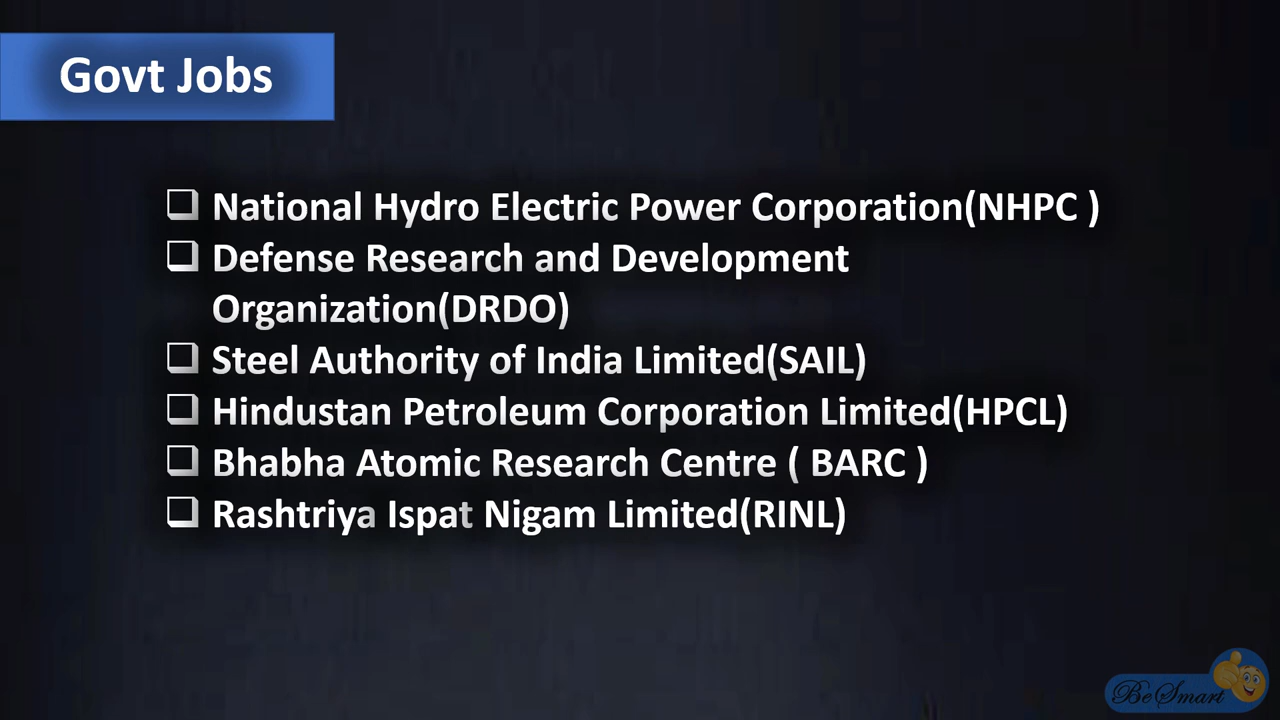 Govt Jobs
National Hydro Electric Power Corporation(NHPC )
Defense Research and Development
Organization(DRDO)
Steel Authority of India Limited(SAIL)
Hindustan Petroleum Corporation Limited(HPCL)
Bhabha Atomic Research Centre ( BARC )
Rashtriya Ispat Nigam Limited(RINL)
BeSmart